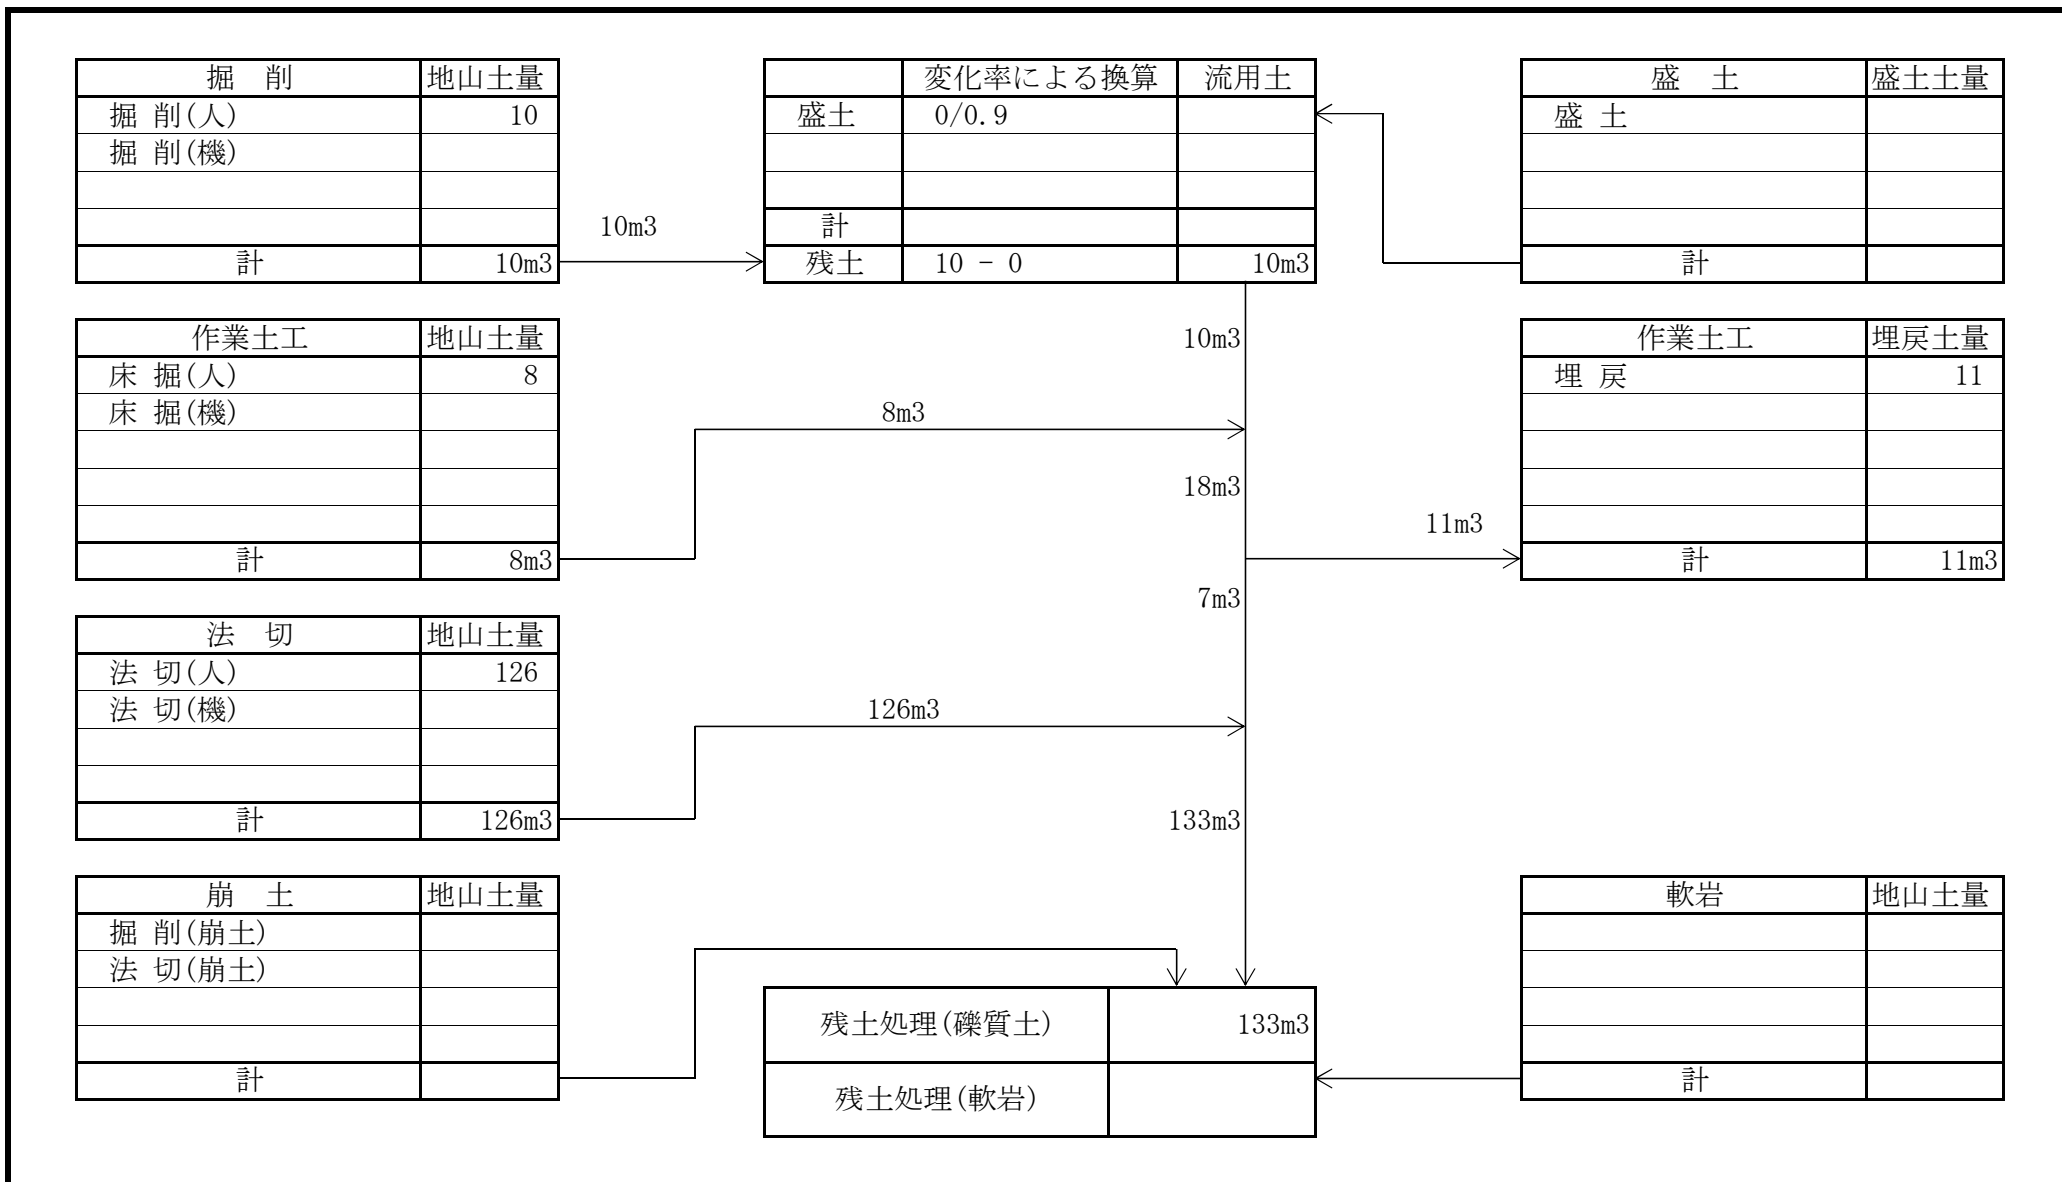 掘 削 地山土量
掘 削(人) 10
掘 削(機)
計 10m3
10m3
変化率による換算 流用土
盛土 0/0.9
計
残土 10 - 0 10m3
盛 土 盛土土量
盛 土
計
作業土工 地山土量
床 掘(人) 8
床 掘(機)
計 8m3
8m3
10m3
18m3
11m3
7m3
作業土工 埋戻土量
埋 戻 11
計 11m3
法 切 地山土量
法 切(人) 126
法 切(機)
計 126m3
126m3
133m3
崩 土 地山土量
掘 削(崩土)
法 切(崩土)
計
残土処理(礫質土) 133m3
残土処理(軟岩)
軟岩 地山土量
計